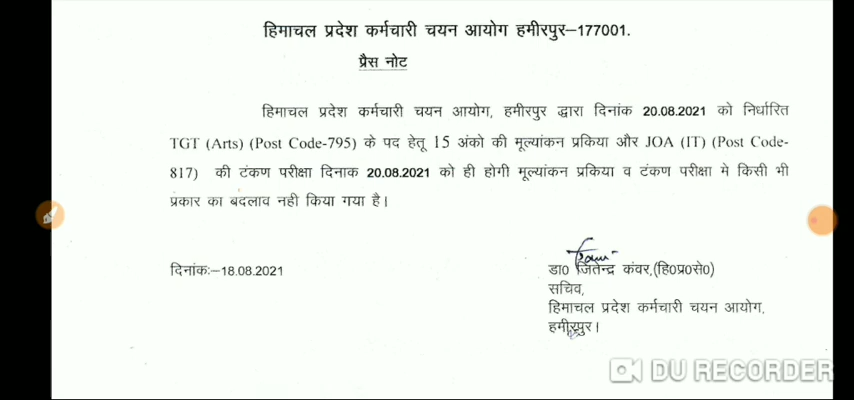 हिमाचल प्रदेश कर्मचारी चयन आयोग हमीरपुर–177001.
प्रैस नोट
हिमाचल प्रदेश कर्मचारी चयन आयोग, हमीरपुर द्वारा दिनांक 20.08.2021 को निर्धारित
TGT (Arts) (Post Code-795) के पद हेतू 15 अंको की मूल्यांकन प्रकिया और JOA (IT) (Post Code-
817) की टंकण परीक्षा दिनाक 20.08.2021 को ही होगी मूल्यांकन प्रकिया व टंकण परीक्षा मे किसी भी
प्रकार का बदलाव नही किया गया है।
दिनांकः–18.08.2021
डा0 जितेन्द्र कंवर,(हि0प्र0से0)
सचिव,
हिमाचल प्रदेश कर्मचारी चयन आयोग,
हमीरपुर।
DU RECORDER